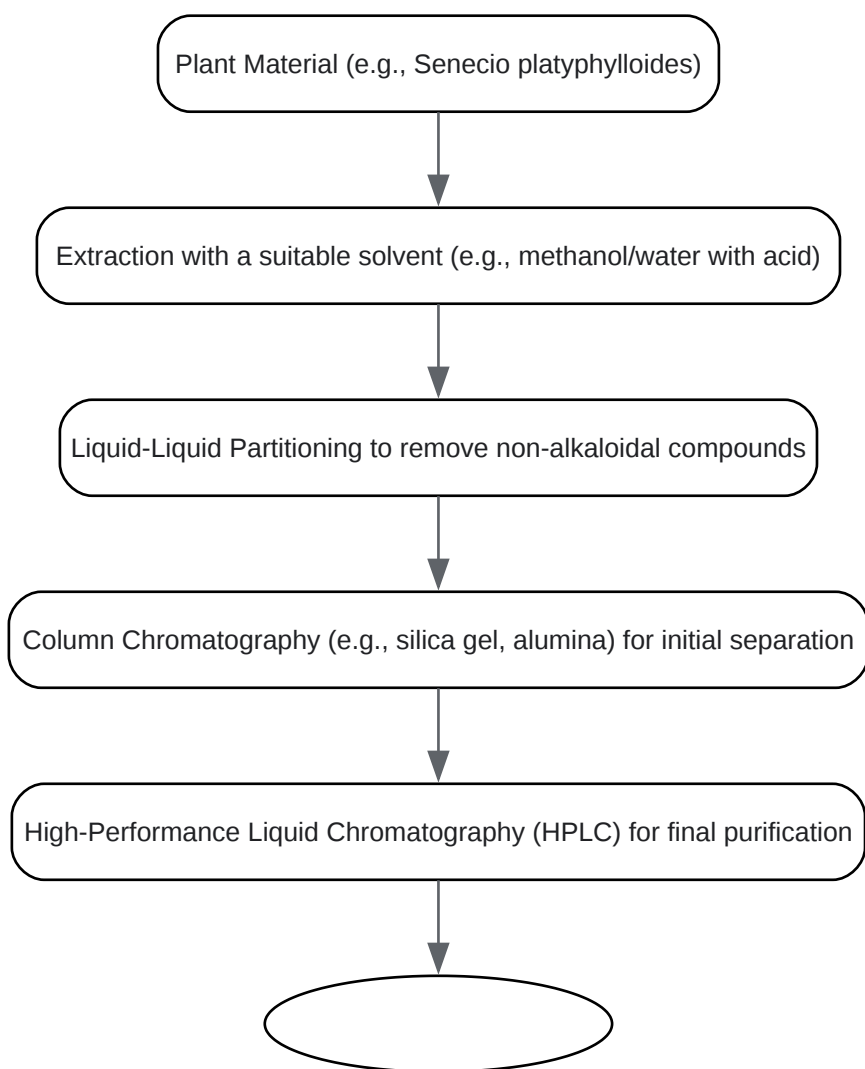 Plant Material (e.g., Senecio platyphylloides)
Extraction with a suitable solvent (e.g., methanol/water with acid)
Liquid-Liquid Partitioning to remove non-alkaloidal compounds
Column Chromatography (e.g., silica gel, alumina) for initial separation
High-Performance Liquid Chromatography (HPLC) for final purification